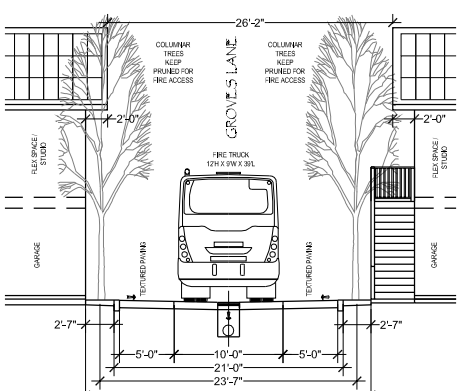 26'-2"
COLUMNAR
TREES
KEEP
PRUNED FOR
FIRE ACCESS
GROVES LANE
COLUMNAR
TREES
KEEP
PRUNED FOR
FIRE ACCESS
2'-0"
2'-0"
FLEX SPACE /
STUDIO
FIRE TRUCK
12'H X 9'W X 39'L
FLEX SPACE /
STUDIO
GARAGE
TEXTURED PAVING
TEXTURED PAVING
GARAGE
2'-7"
2'-7"
5'-0"
10'-0"
5'-0"
21'-0"
23'-7"